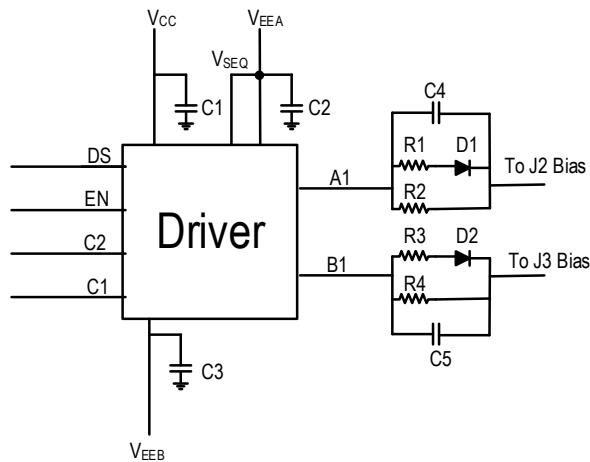 VCC
VEEA
VSEQ
C1
C2
C4
DS
R1
D1
A1
To J2 Bias
EN
R2
Driver
C2
R3
D2
B1
To J3 Bias
C1
R4
C5
C3
VEEB